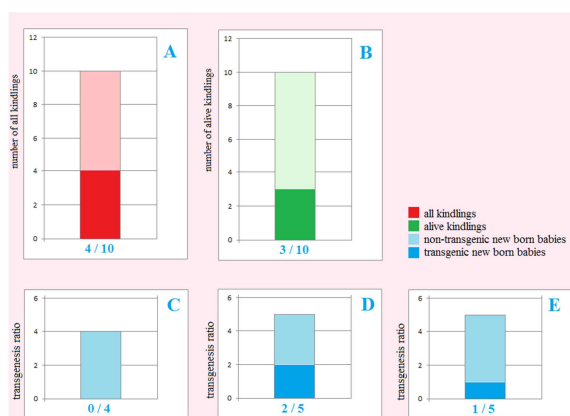 A
number of all kindlings
12
10
8
6
4
2
0
4 / 10
B
number of alive kindlings
12
10
8
6
4
2
0
3 / 10
all kindlings
alive kindlings
non-transgenic new born babies
transgenic new born babies
C
transgenesis ratio
6
4
2
0
0 / 4
D
transgenesis ratio
6
4
2
0
2 / 5
E
transgenesis ratio
6
4
2
0
1 / 5